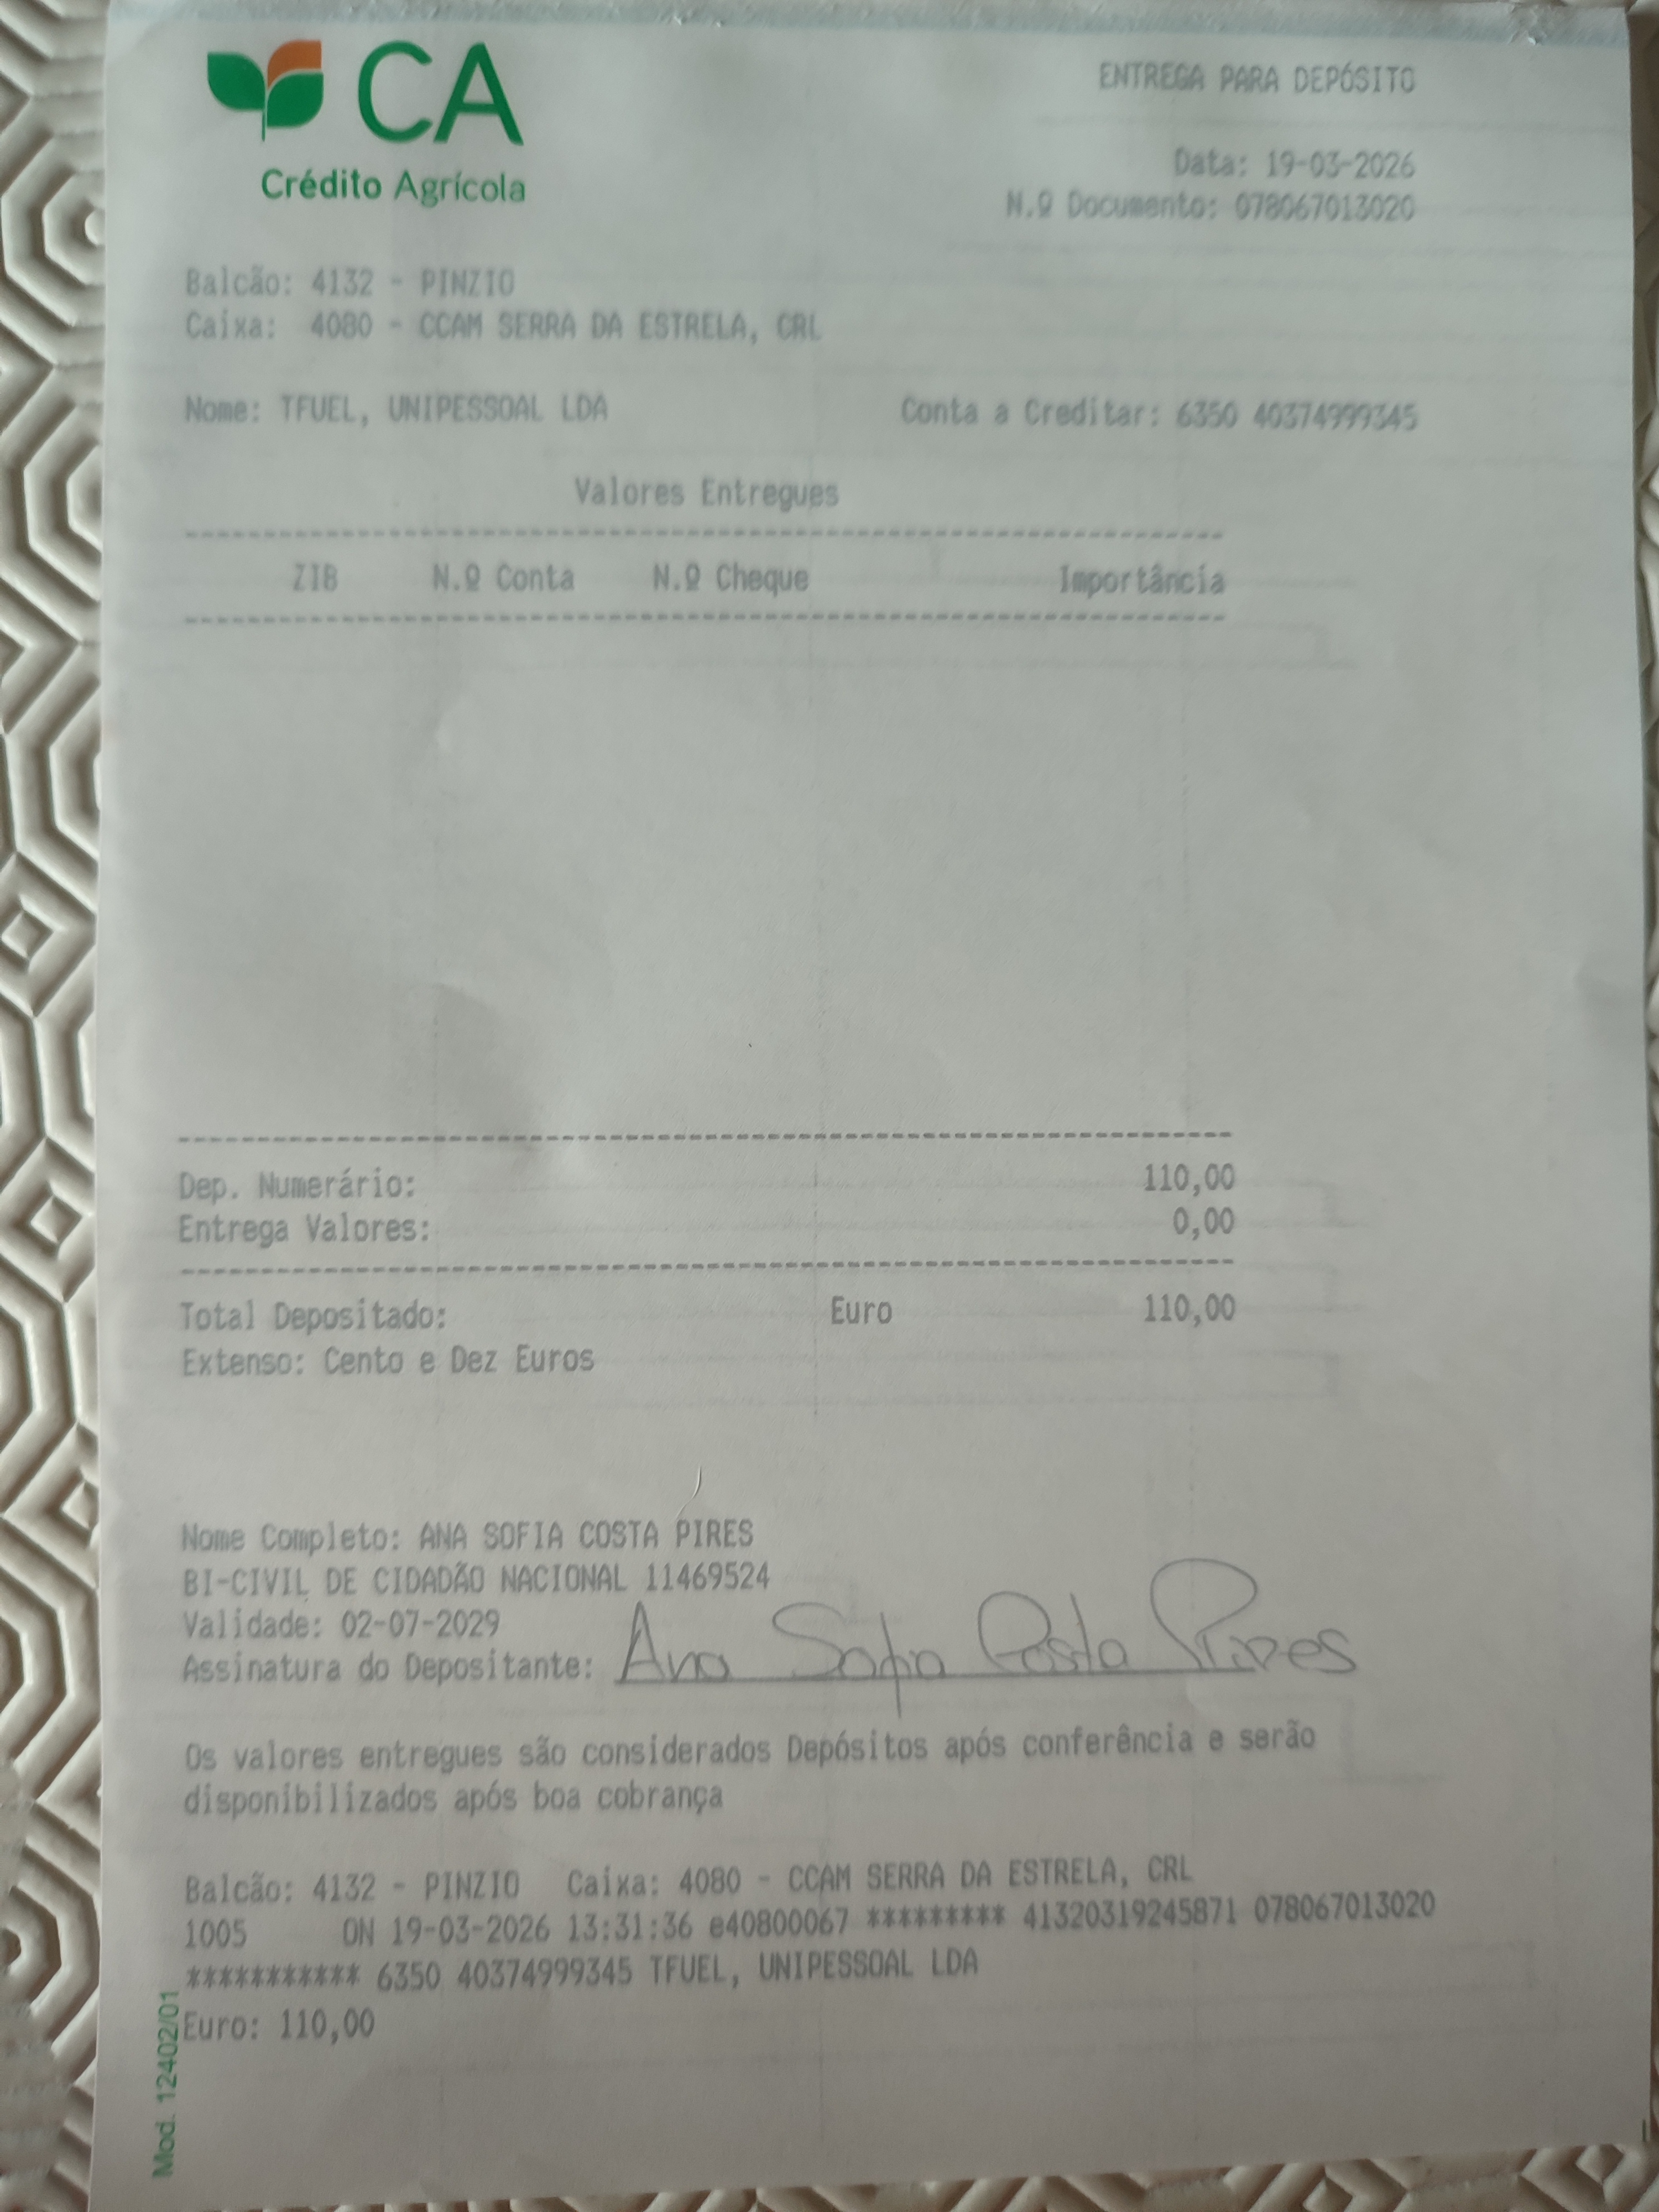 CA
Crédito Agrícola
ENTREGA PARA DEPÓSITO
Data: 19-03-2026
N.º Documento: 078067013020
Balcão: 4132 - PINZIO
Caixa: 4080 - CCAM SERRA DA ESTRELA, CRL
Nome: TFUEL, UNIPESSOAL LDA Conta a Creditar: 6350 40374999345
Valores Entregues
ZIB N.º Conta N.º Cheque Importância
Dep. Numerário: 110,00
Entrega Valores: 0,00
Total Depositado: Euro 110,00
Extenso: Cento e Dez Euros
Nome Completo: ANA SOFIA COSTA PIRES
BI-CIVIL DE CIDADÃO NACIONAL 11469524
Validade: 02-07-2029
Assinatura do Depositante: Ana Sofia Costa Pires
Os valores entregues são considerados Depósitos após conferência e serão
disponibilizados após boa cobrança
Balcão: 4132 - PINZIO Caixa: 4080 - CCAM SERRA DA ESTRELA, CRL
1005 ON 19-03-2026 13:31:36 e40800067 ********* 41320319245871 078067013020
*********** 6350 40374999345 TFUEL, UNIPESSOAL LDA
Euro: 110,00
Mod. 12402/01